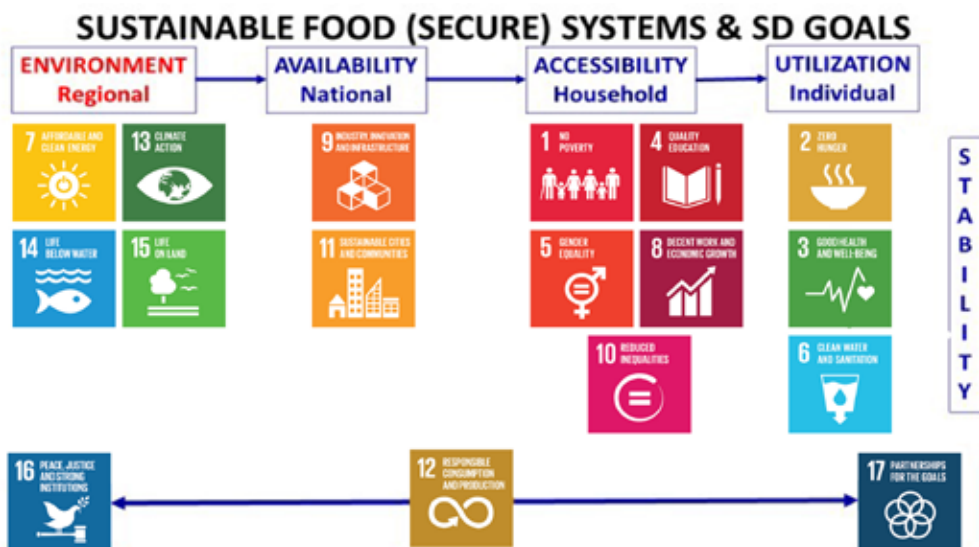 SUSTAINABLE FOOD (SECURE) SYSTEMS & SD GOALS
ENVIRONMENT
Regional
AVAILABILITY
National
ACCESSIBILITY
Household
UTILIZATION
Individual
7 AFFORDABLE AND
CLEAN ENERGY
13 CLIMATE
ACTION
9 INDUSTRY, INNOVATION
AND INFRASTRUCTURE
1 NO
POVERTY
4 QUALITY
EDUCATION
2 ZERO
HUNGER
14 LIFE
BELOW WATER
15 LIFE
ON LAND
11 SUSTAINABLE CITIES
AND COMMUNITIES
5 GENDER
EQUALITY
8 DECENT WORK AND
ECONOMIC GROWTH
3 GOOD HEALTH
AND WELL-BEING
10 REDUCED
INEQUALITIES
6 CLEAN WATER
AND SANITATION
STABILITY
16 PEACE, JUSTICE
AND STRONG
INSTITUTIONS
12 RESPONSIBLE
CONSUMPTION
AND PRODUCTION
17 PARTNERSHIPS
FOR THE GOALS